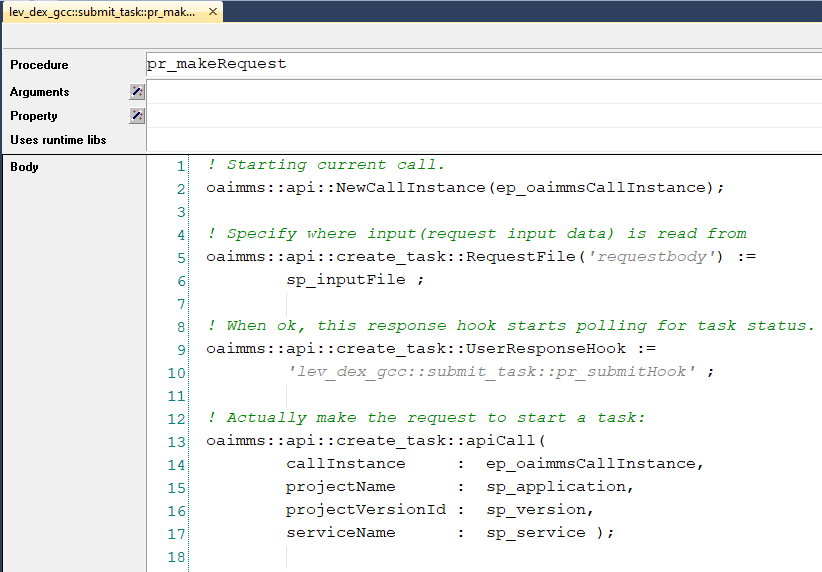 lev_dex_gcc::submit_task::pr_mak... ×
Procedure pr_makeRequest
Arguments
Property
Uses runtime libs
Body
1 ! Starting current call.
2 oaimms::api::NewCallInstance(ep_oaimmsCallInstance);
3
4 ! Specify where input(request input data) is read from
5 oaimms::api::create_task::RequestFile('requestbody') :=
6 sp_inputFile ;
7
8 ! When ok, this response hook starts polling for task status.
9 oaimms::api::create_task::UserResponseHook :=
10 'lev_dex_gcc::submit_task::pr_submitHook' ;
11
12 ! Actually make the request to start a task:
13 oaimms::api::create_task::apiCall(
14 callInstance : ep_oaimmsCallInstance,
15 projectName : sp_application,
16 projectVersionId : sp_version,
17 serviceName : sp_service );
18